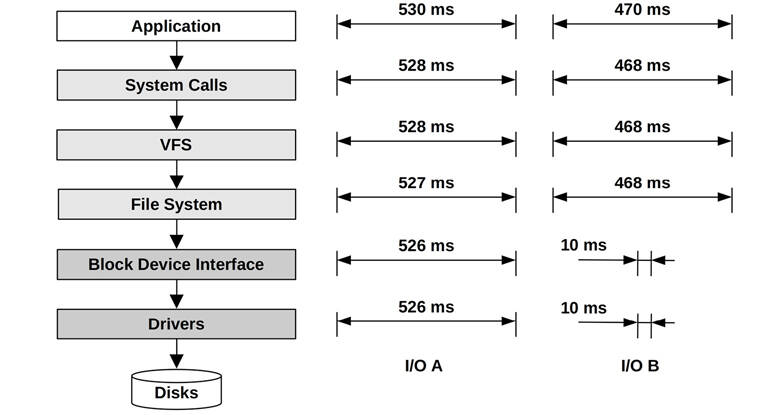 Application 530 ms 470 ms
System Calls 528 ms 468 ms
VFS 528 ms 468 ms
File System 527 ms 468 ms
Block Device Interface 526 ms 10 ms
Drivers 526 ms 10 ms
Disks I/O A I/O B